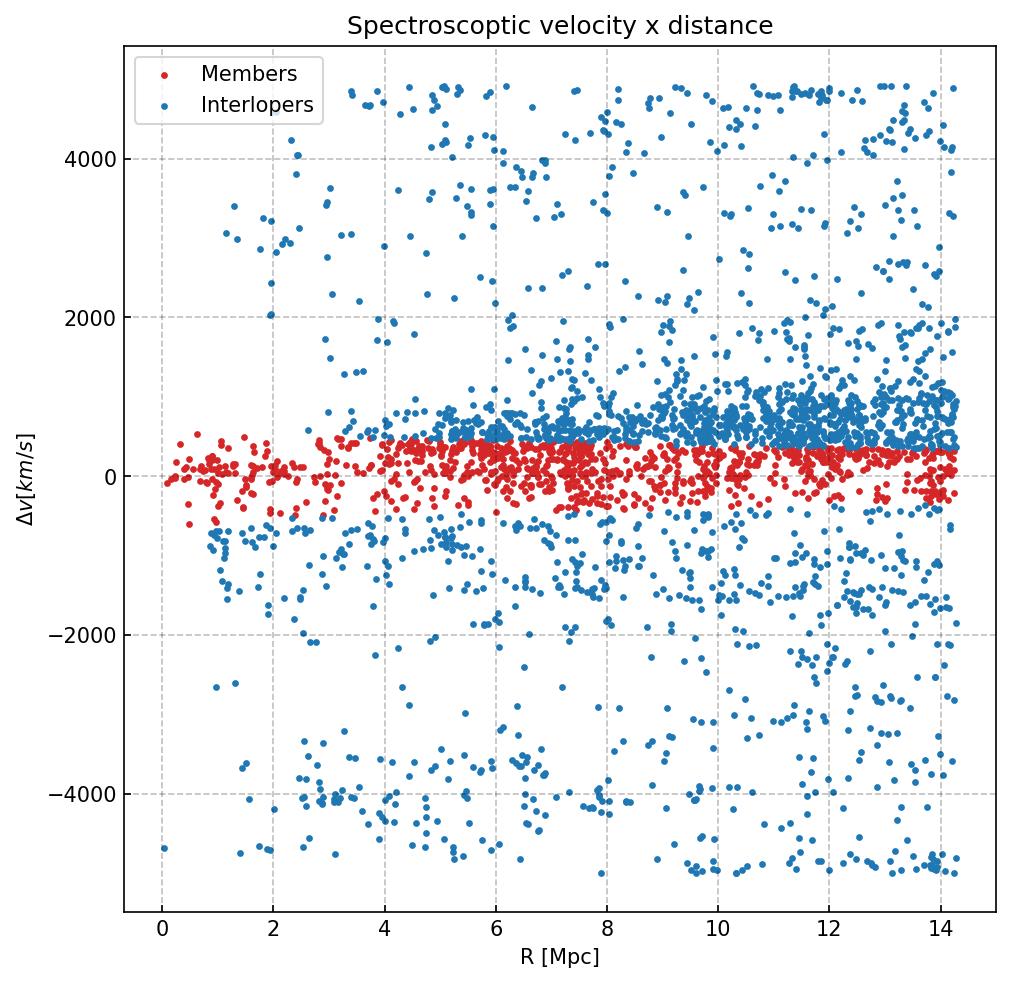 Spectroscoptic velocity x distance
Members
Interlopers
4000
2000
0
−2000
−4000
Δv[km/s]
0 2 4 6 8 10 12 14
R [Mpc]